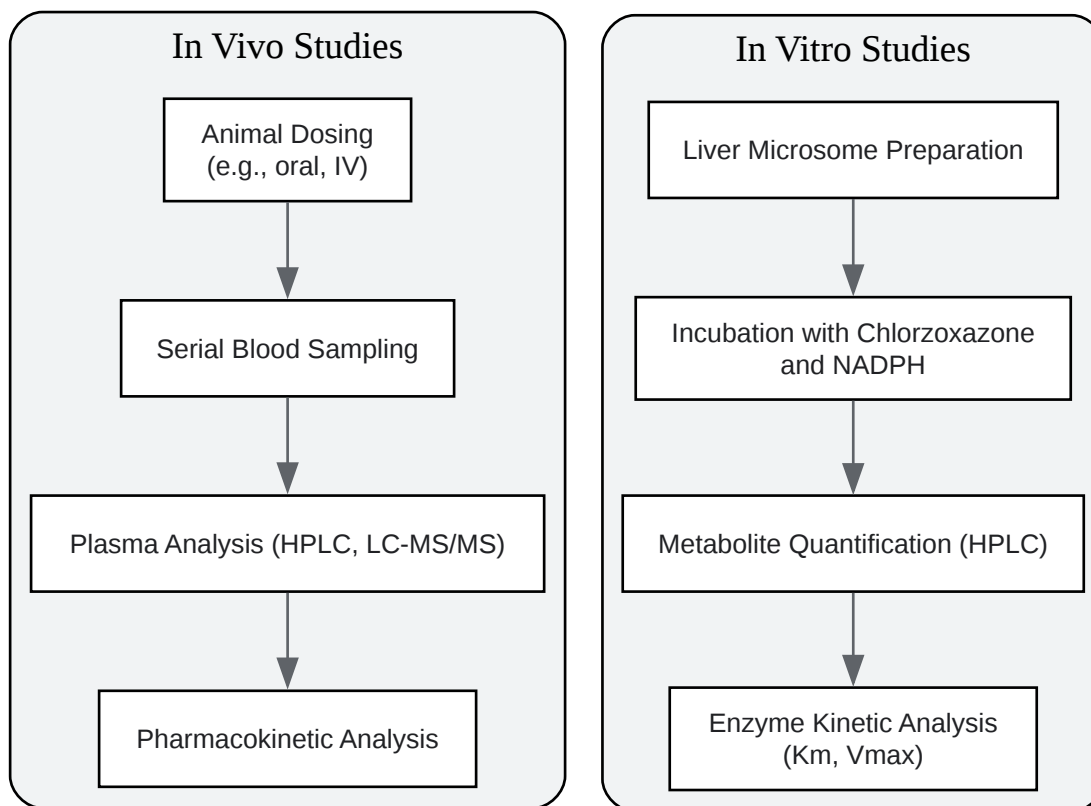 In Vivo Studies
Animal Dosing
(e.g., oral, IV)
Serial Blood Sampling
Plasma Analysis (HPLC, LC-MS/MS)
Pharmacokinetic Analysis
In Vitro Studies
Liver Microsome Preparation
Incubation with Chlorzoxazone
and NADPH
Metabolite Quantification (HPLC)
Enzyme Kinetic Analysis
(Km, Vmax)